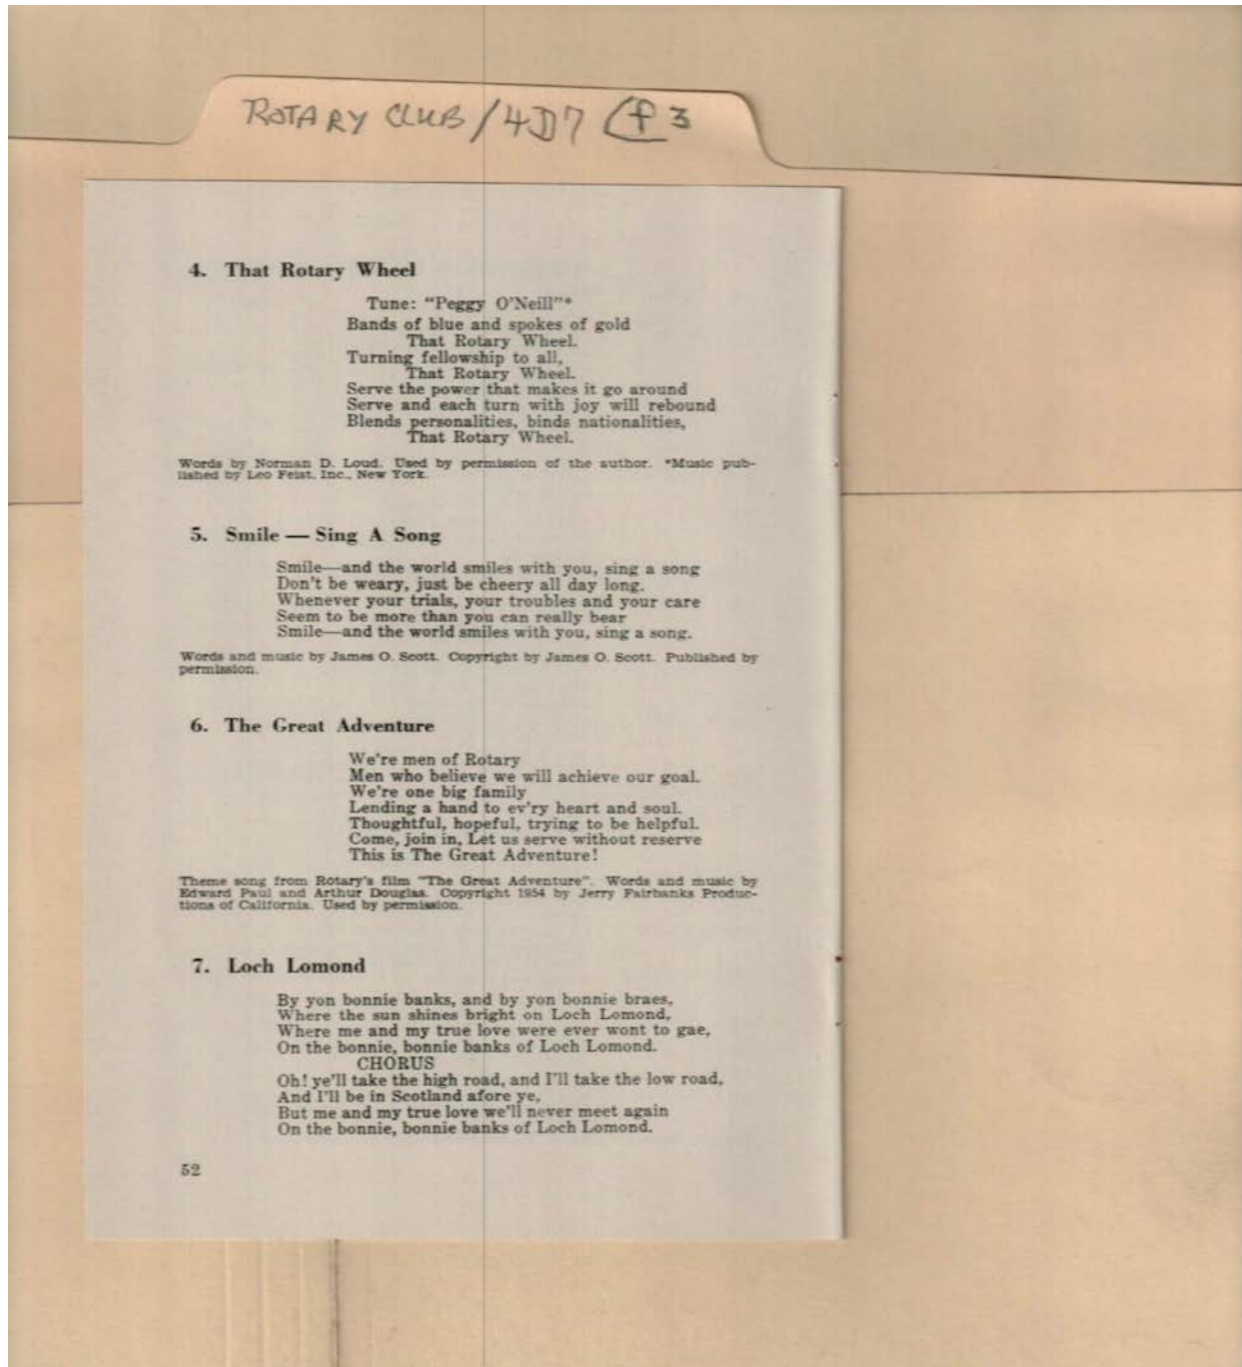 ROTARY CLUB/4D7 (f 3
4. That Rotary Wheel
Tune: "Peggy O'Neill"*
Bands of blue and spokes of gold
That Rotary Wheel.
Turning fellowship to all,
That Rotary Wheel.
Serve the power that makes it go around
Serve and each turn with joy will rebound
Blends personalities, binds nationalities,
That Rotary Wheel.
Words by Norman D. Loud. Used by permission of the author. *Music pub-
lished by Leo Feist, Inc., New York.
5. Smile — Sing A Song
Smile—and the world smiles with you, sing a song
Don't be weary, just be cheery all day long.
Whenever your trials, your troubles and your care
Seem to be more than you can really bear
Smile—and the world smiles with you, sing a song.
Words and music by James O. Scott. Copyright by James O. Scott. Published by
permission.
6. The Great Adventure
We're men of Rotary
Men who believe we will achieve our goal.
We're one big family
Lending a hand to ev'ry heart and soul.
Thoughtful, hopeful, trying to be helpful.
Come, join in, Let us serve without reserve
This is The Great Adventure!
Theme song from Rotary's film "The Great Adventure". Words and music by
Edward Paul and Arthur Douglas. Copyright 1954 by Jerry Fairbanks Produc-
tions of California. Used by permission.
7. Loch Lomond
By yon bonnie banks, and by yon bonnie braes,
Where the sun shines bright on Loch Lomond,
Where me and my true love were ever wont to gae,
On the bonnie, bonnie banks of Loch Lomond.
CHORUS
Oh! ye'll take the high road, and I'll take the low road,
And I'll be in Scotland afore ye,
But me and my true love we'll never meet again
On the bonnie, bonnie banks of Loch Lomond.
52